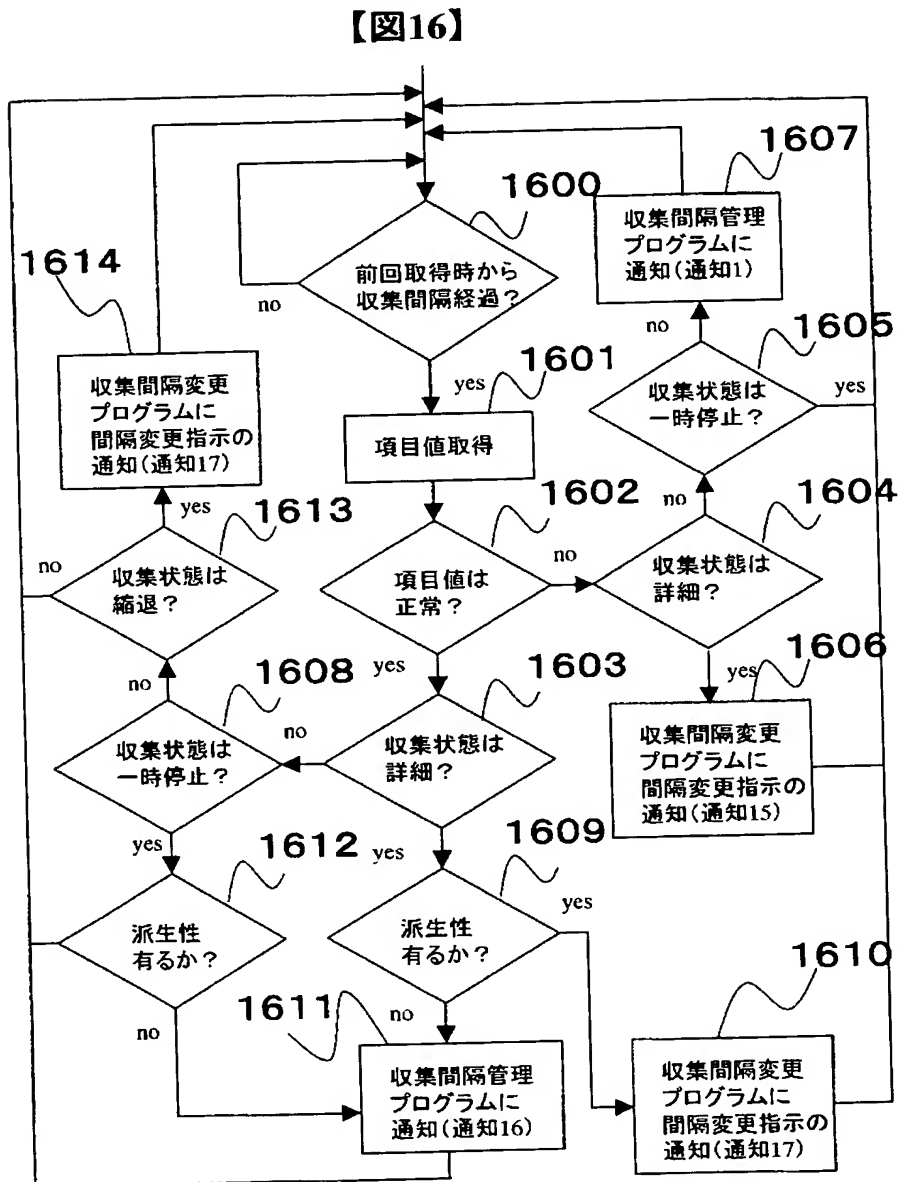 【図16】
1600
前回取得時から
収集間隔経過？
no
yes
1601
項目値取得
1602
項目値は
正常？
no
yes
1603
収集状態は
詳細？
no
yes
1604
収集状態は
詳細？
no
yes
1605
収集状態は
一時停止？
no
yes
1606
収集間隔変更
プログラムに
間隔変更指示の
通知(通知15)
1607
収集間隔管理
プログラムに
通知(通知1)
1608
収集状態は
一時停止？
no
yes
1609
派生性
有るか？
yes
no
1610
収集間隔変更
プログラムに
間隔変更指示の
通知(通知17)
1611
収集間隔管理
プログラムに
通知(通知16)
1612
派生性
有るか？
no
1613
収集状態は
縮退？
no
yes
1614
収集間隔変更
プログラムに
間隔変更指示の
通知(通知17)